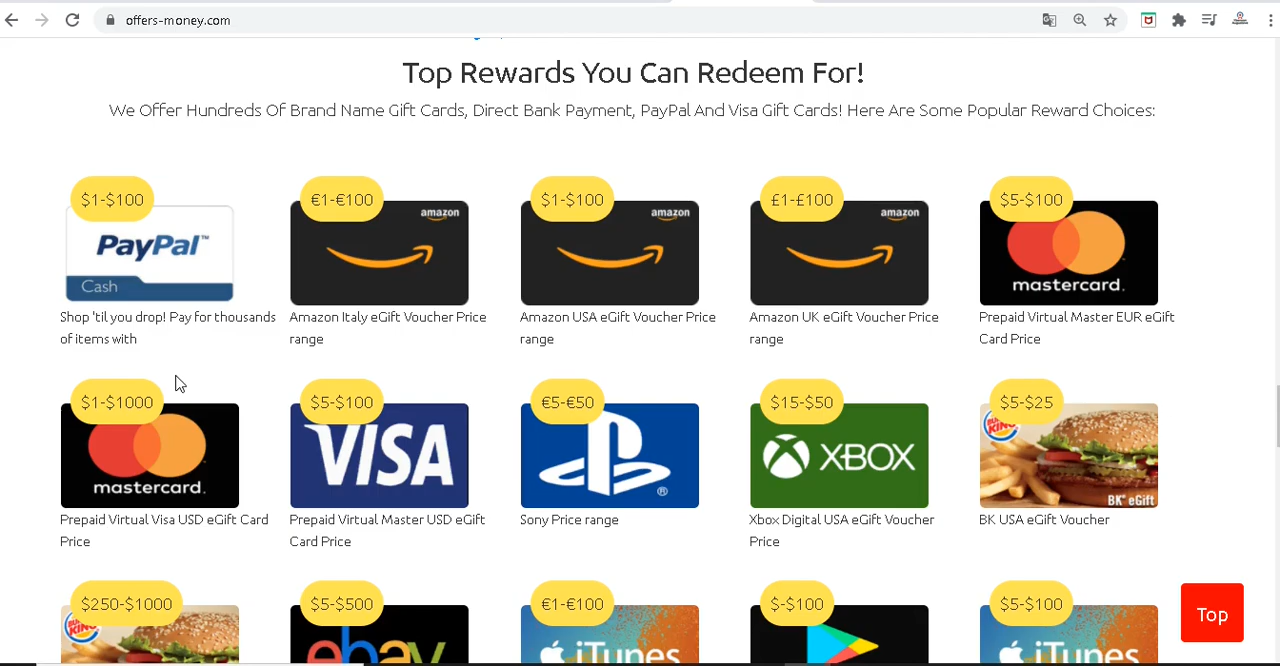 offers-money.com
Top Rewards You Can Redeem For!
We Offer Hundreds Of Brand Name Gift Cards, Direct Bank Payment, PayPal And Visa Gift Cards! Here Are Some Popular Reward Choices:
$1-$100
€1-€100
$1-$100
£1-£100
$5-$100
PayPal™
Cash
amazon
amazon
amazon
mastercard.
Shop 'til you drop! Pay for thousands
of items with
Amazon Italy eGift Voucher Price
range
Amazon USA eGift Voucher Price
range
Amazon UK eGift Voucher Price
range
Prepaid Virtual Master EUR eGift
Card Price
$1-$1000
$5-$100
€5-€50
$15-$50
$5-$25
mastercard.
VISA
®
XBOX
BURGER
KING
BK® eGift
Prepaid Virtual Visa USD eGift Card
Price
Prepaid Virtual Master USD eGift
Card Price
Sony Price range
Xbox Digital USA eGift Voucher
Price
BK USA eGift Voucher
$250-$1000
$5-$500
€1-€100
$-$100
$5-$100
KING
ebay
iTunes
iTunes
Top